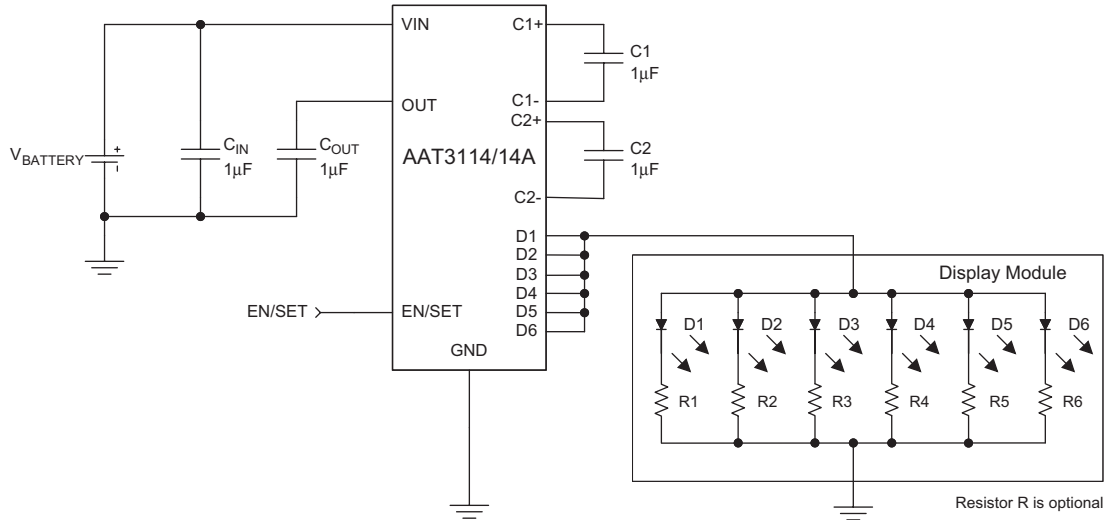 VIN
C1+
C1
1µF
C1-
OUT
C2+
VBATTERY
+
-
CIN
1µF
COUT
1µF
AAT3114/14A
C2
1µF
C2-
D1
D2
D3
D4
D5
D6
EN/SET
EN/SET
GND
Display Module
D1 D2 D3 D4 D5 D6
R1 R2 R3 R4 R5 R6
Resistor R is optional